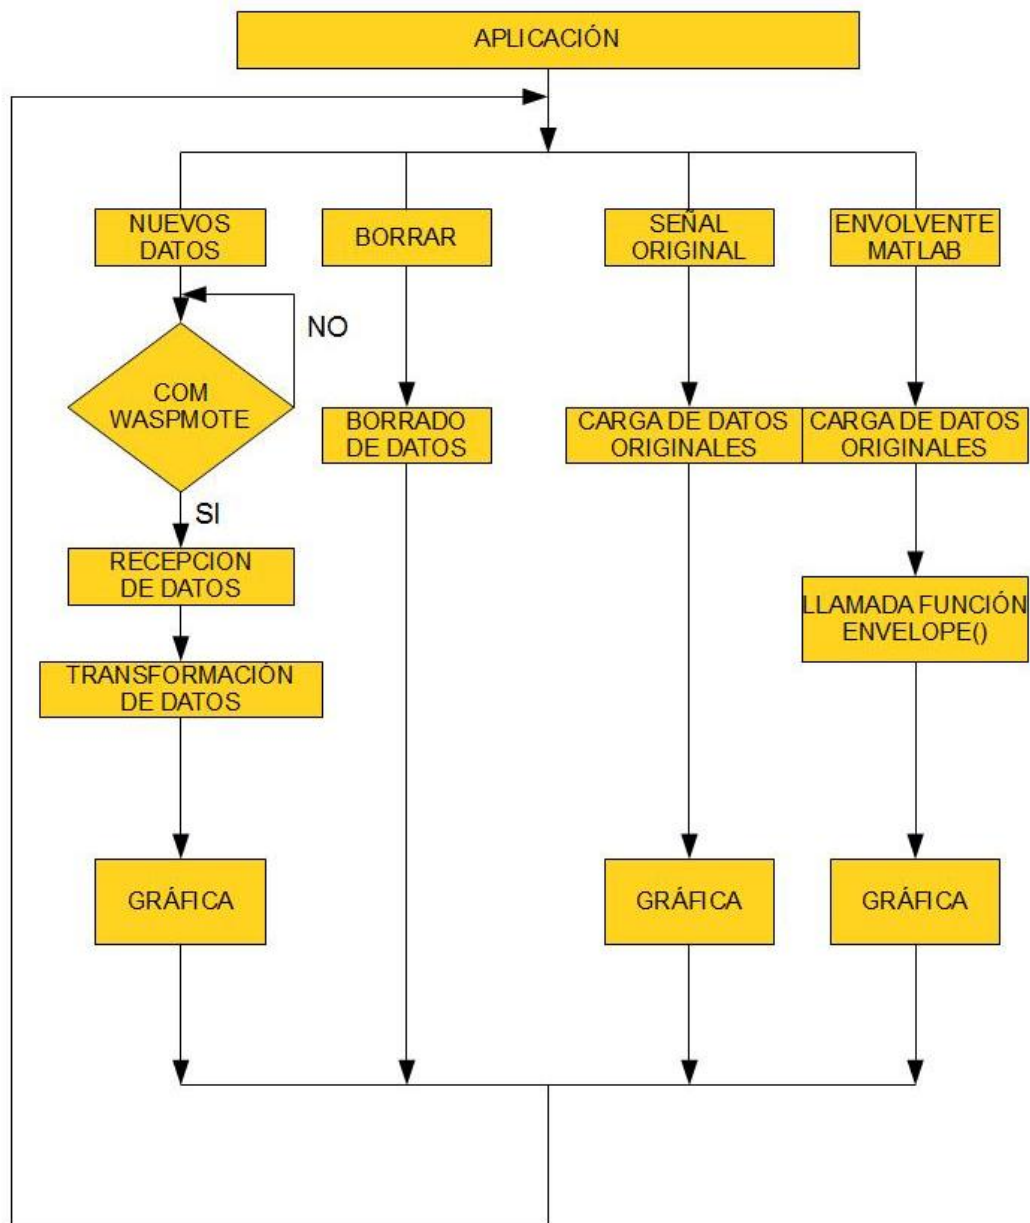 APLICACIÓN
NUEVOS
DATOS
BORRAR
SEÑAL
ORIGINAL
ENVOLVENTE
MATLAB
NO
COM
WASPMOTE
BORRADO
DE DATOS
CARGA DE DATOS
ORIGINALES
CARGA DE DATOS
ORIGINALES
SI
RECEPCION
DE DATOS
LLAMADA FUNCIÓN
ENVELOPE()
TRANSFORMACIÓN
DE DATOS
GRÁFICA
GRÁFICA
GRÁFICA